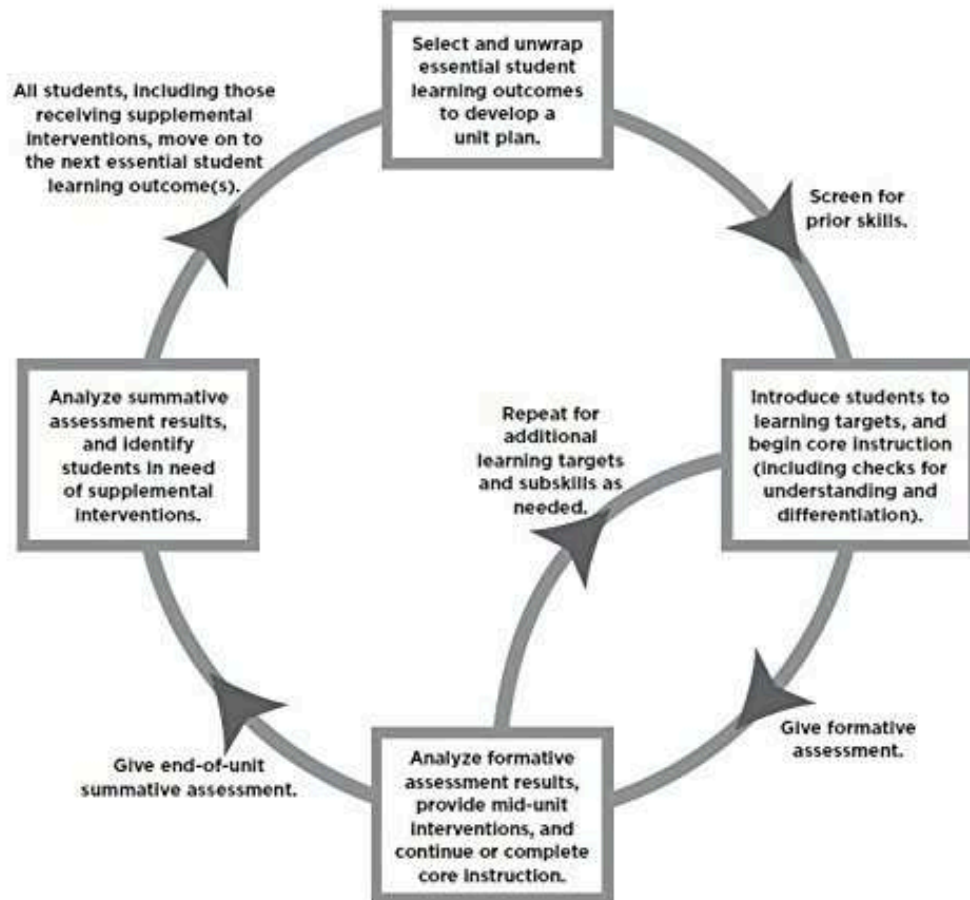 Select and unwrap
essential student
learning outcomes
to develop a
unit plan.
All students, including those
receiving supplemental
interventions, move on to
the next essential student
learning outcome(s).
Screen for
prior skills.
Analyze summative
assessment results,
and identify
students in need
of supplemental
interventions.
Repeat for
additional
learning targets
and subskills as
needed.
Introduce students to
learning targets, and
begin core instruction
(including checks for
understanding and
differentiation).
Give formative
assessment.
Give end-of-unit
summative assessment.
Analyze formative
assessment results,
provide mid-unit
interventions, and
continue or complete
core instruction.